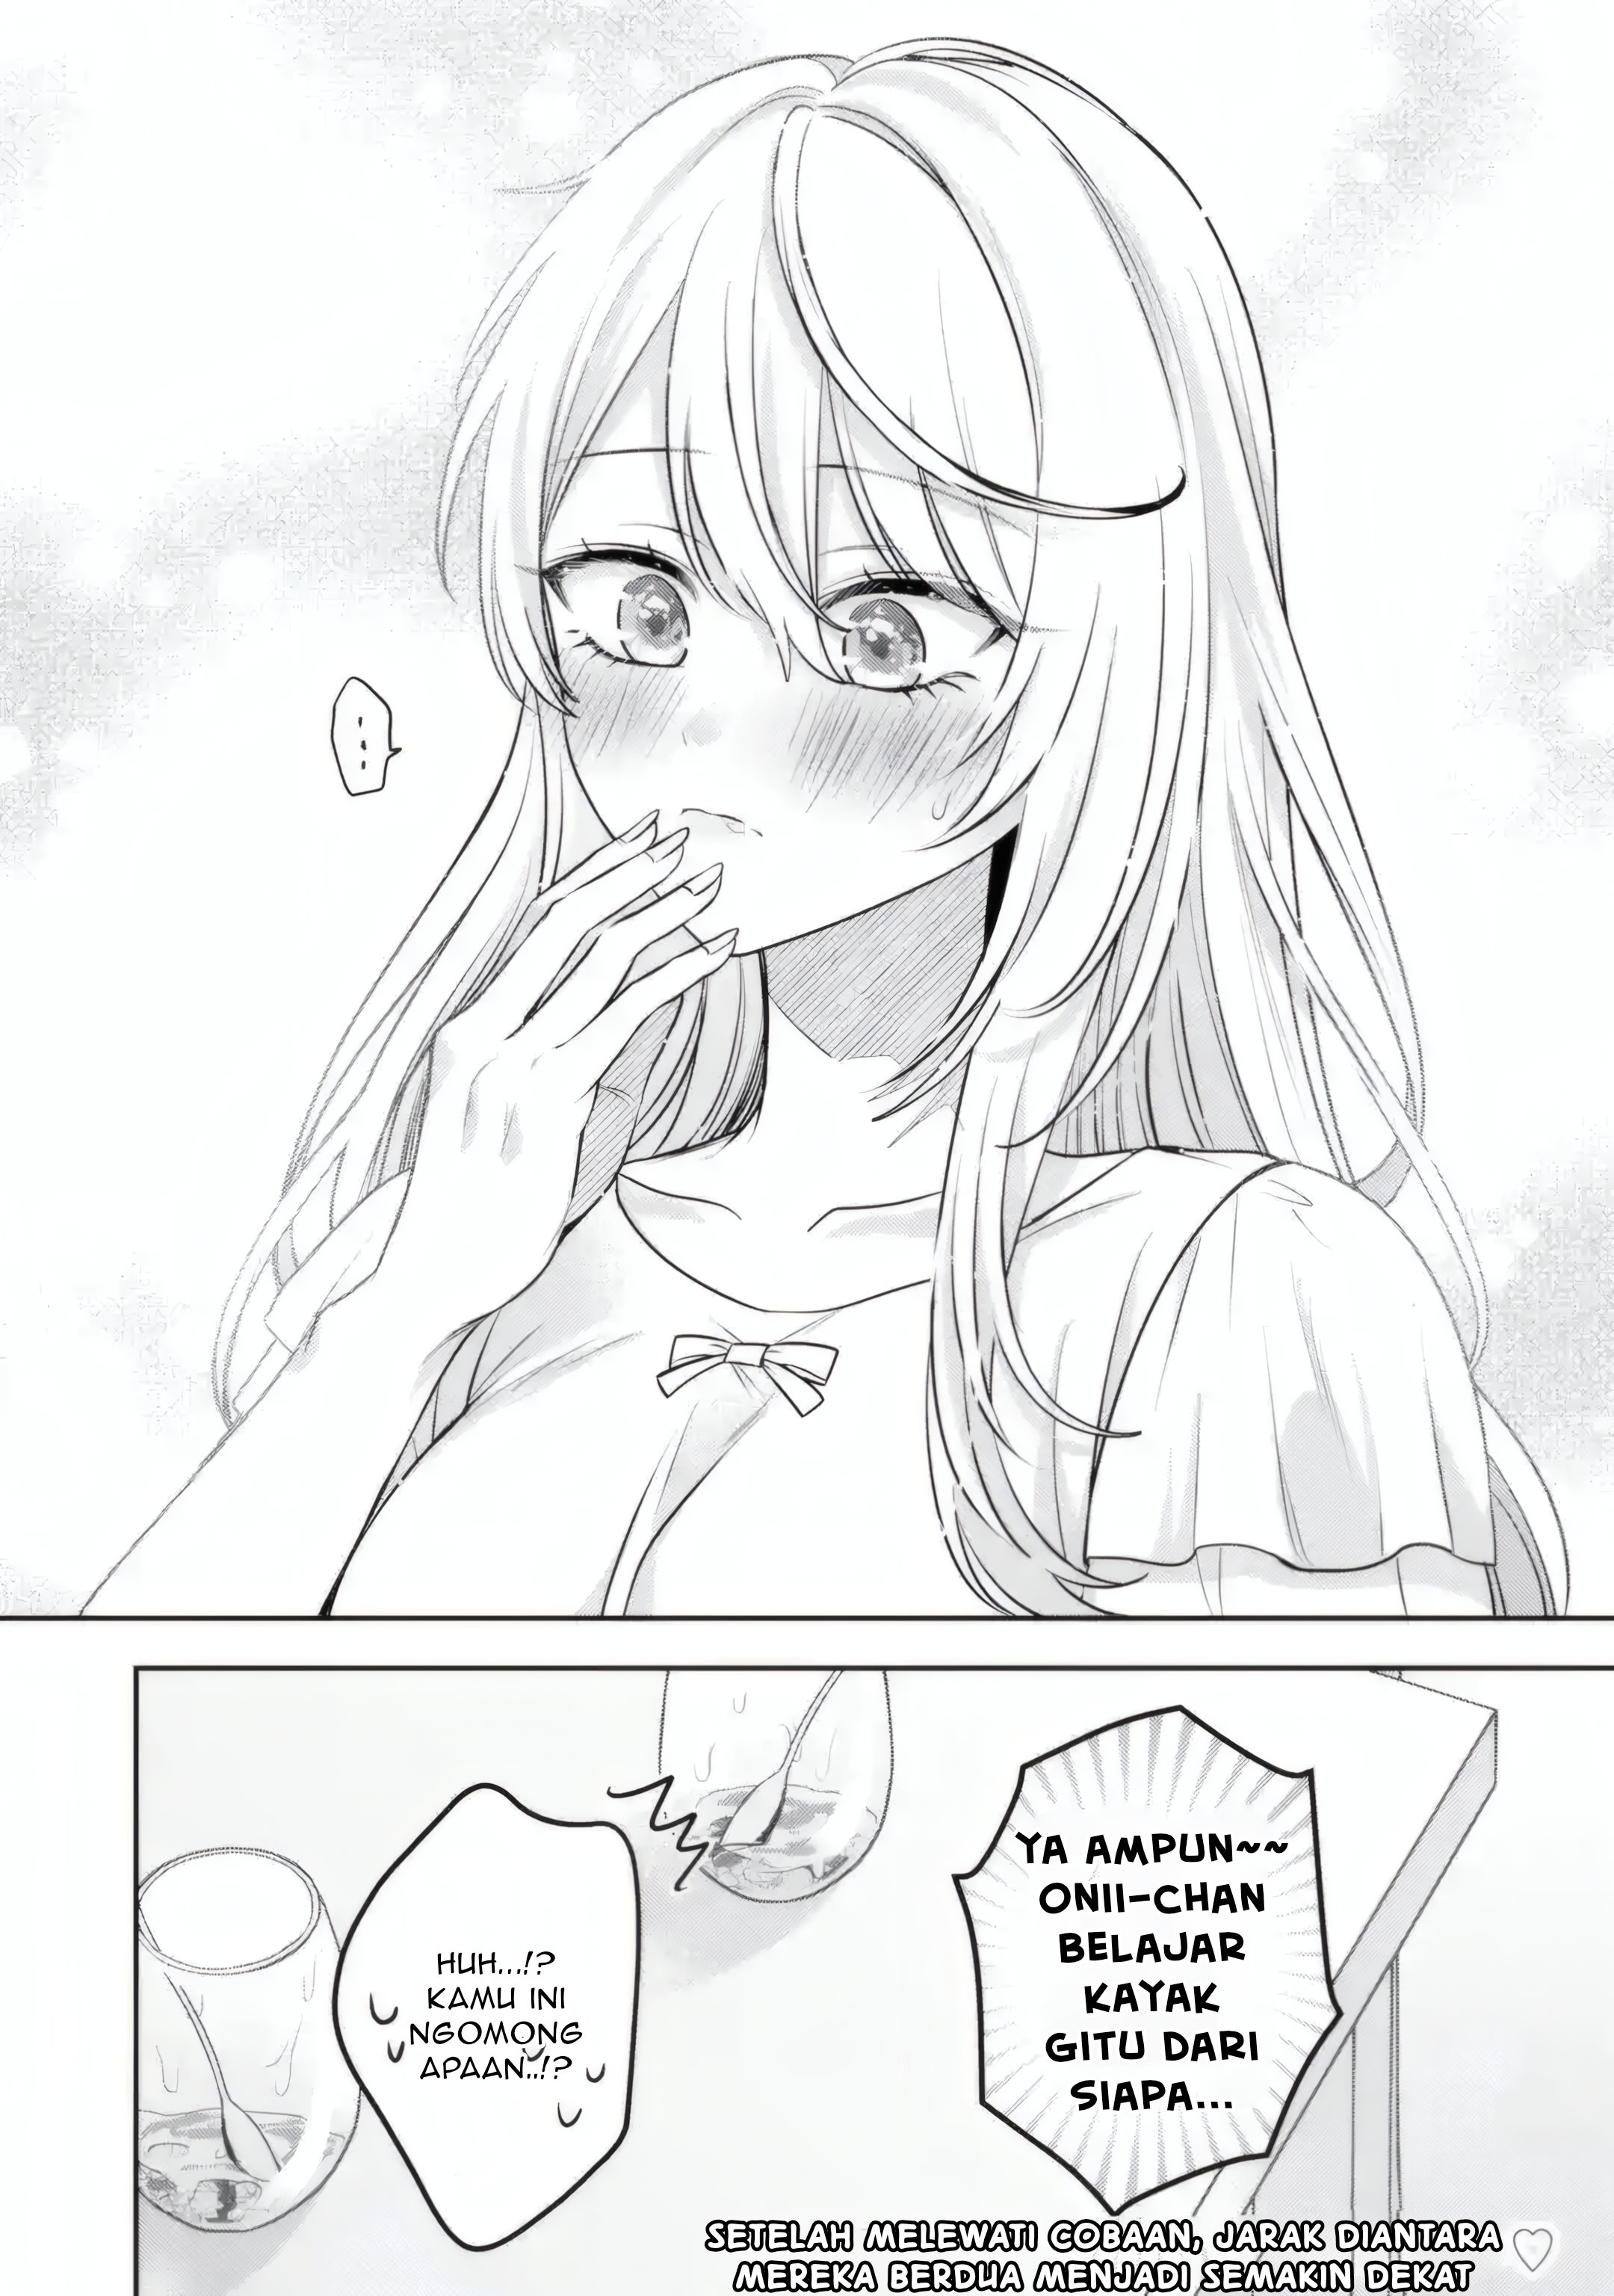 ...
YA AMPUN~~
ONII-CHAN
BELAJAR
KAYAK
GITU DARI
SIAPA...
HUH...!?
KAMU INI
NGOMONG
APAAN..!?
SETELAH MELEWATI COBAAN, JARAK DIANTARA
MEREKA BERDUA MENJADI SEMAKIN DEKAT ♡